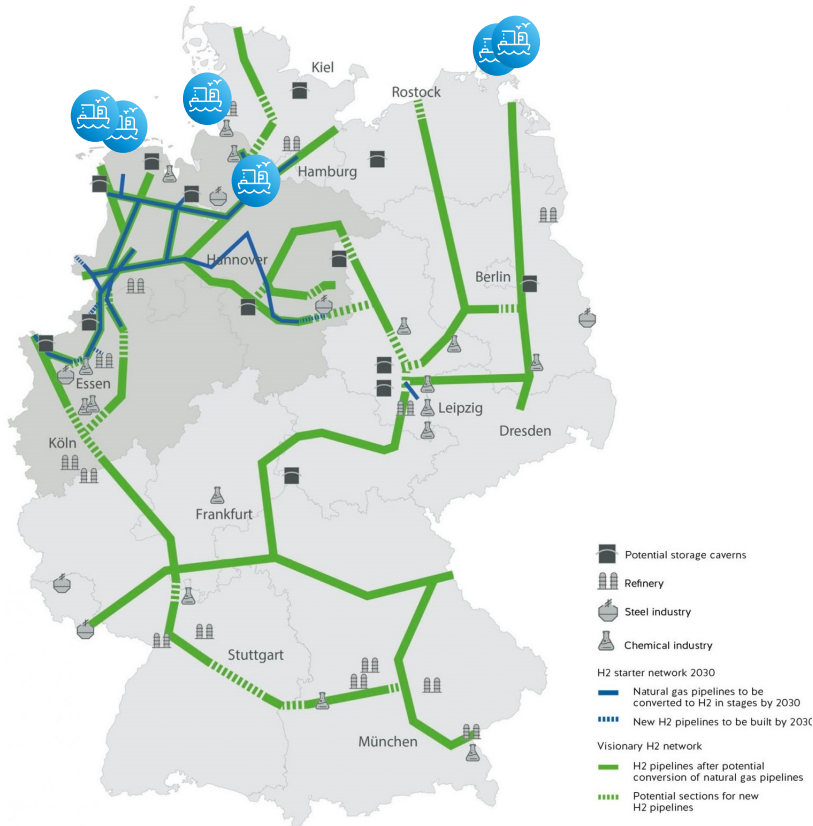 Kiel
Rostock
Hamburg
Hannover
Berlin
Essen
Leipzig
Köln
Dresden
Frankfurt
Stuttgart
München
Potential storage caverns
Refinery
Steel industry
Chemical industry
H2 starter network 2030
Natural gas pipelines to be
converted to H2 in stages by 2030
New H2 pipelines to be built by 2030
Visionary H2 network
H2 pipelines after potential
conversion of natural gas pipelines
Potential sections for new
H2 pipelines